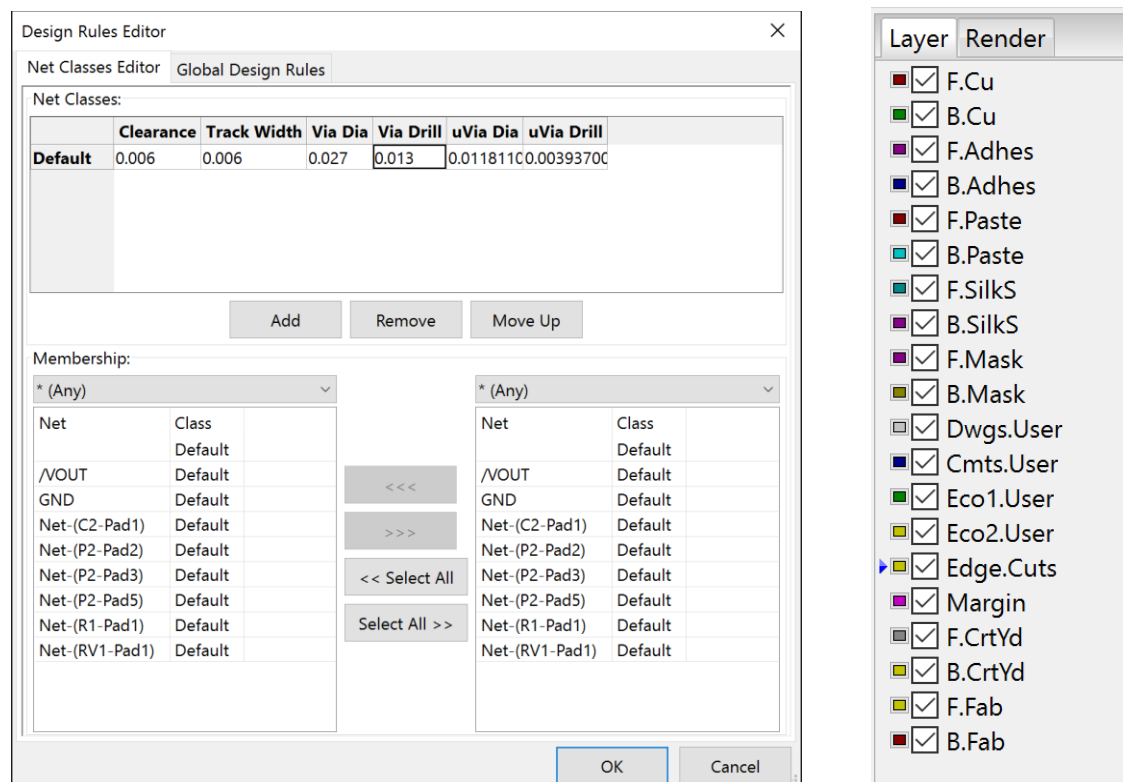 Design Rules Editor
Net Classes Editor Global Design Rules
Net Classes:
Clearance Track Width Via Dia Via Drill uVia Dia uVia Drill
Default 0.006 0.006 0.027 0.013 0.0118110 0.00393700
Add Remove Move Up
Membership:
* (Any) * (Any)
Net Class Net Class
Default Default
/VOUT Default /VOUT Default
<<<
GND Default GND Default
Net-(C2-Pad1) Default Net-(C2-Pad1) Default
>>>
Net-(P2-Pad2) Default Net-(P2-Pad2) Default
Net-(P2-Pad3) Default << Select All Net-(P2-Pad3) Default
Net-(P2-Pad5) Default Net-(P2-Pad5) Default
Net-(R1-Pad1) Default Select All >> Net-(R1-Pad1) Default
Net-(RV1-Pad1) Default Net-(RV1-Pad1) Default
OK Cancel
Layer Render
F.Cu
B.Cu
F.Adhes
B.Adhes
F.Paste
B.Paste
F.SilkS
B.SilkS
F.Mask
B.Mask
Dwgs.User
Cmts.User
Eco1.User
Eco2.User
Edge.Cuts
Margin
F.CrtYd
B.CrtYd
F.Fab
B.Fab